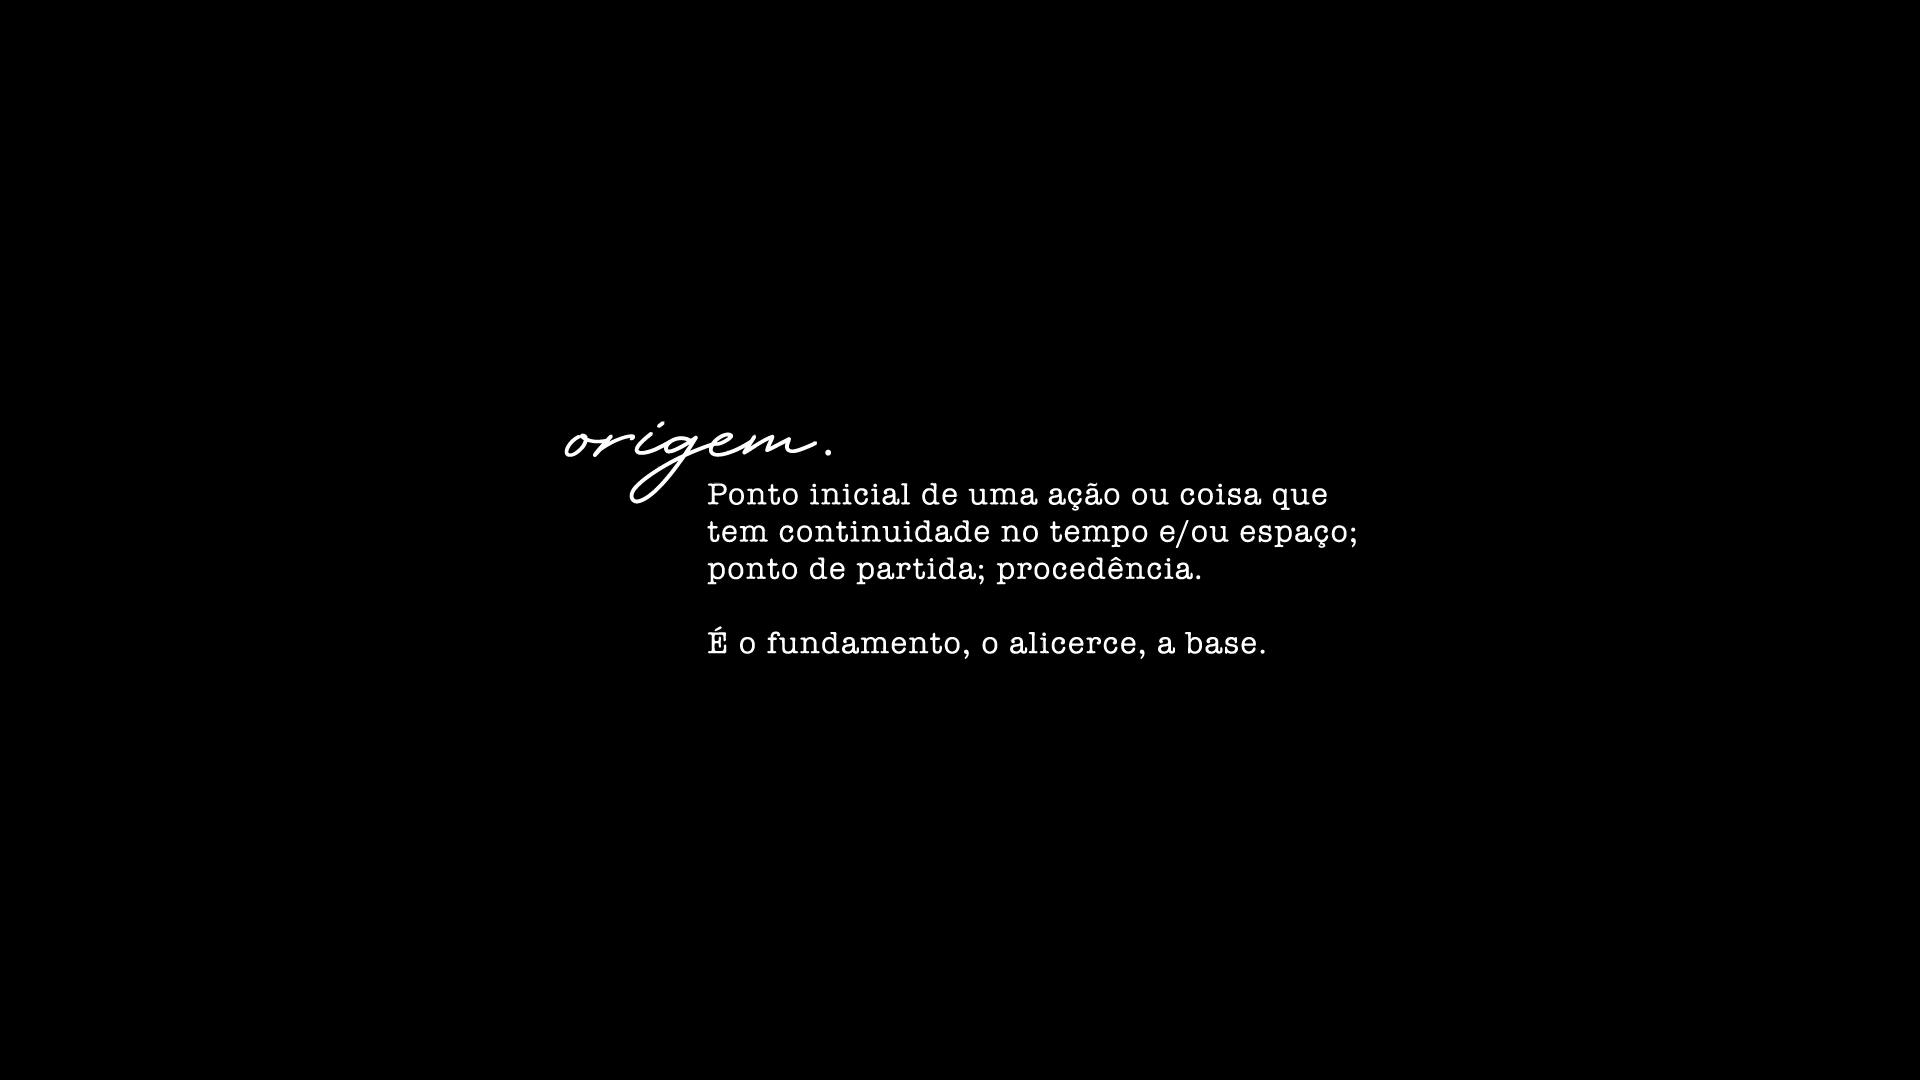 origem.
Ponto inicial de uma ação ou coisa que
tem continuidade no tempo e/ou espaço;
ponto de partida; procedência.
É o fundamento, o alicerce, a base.